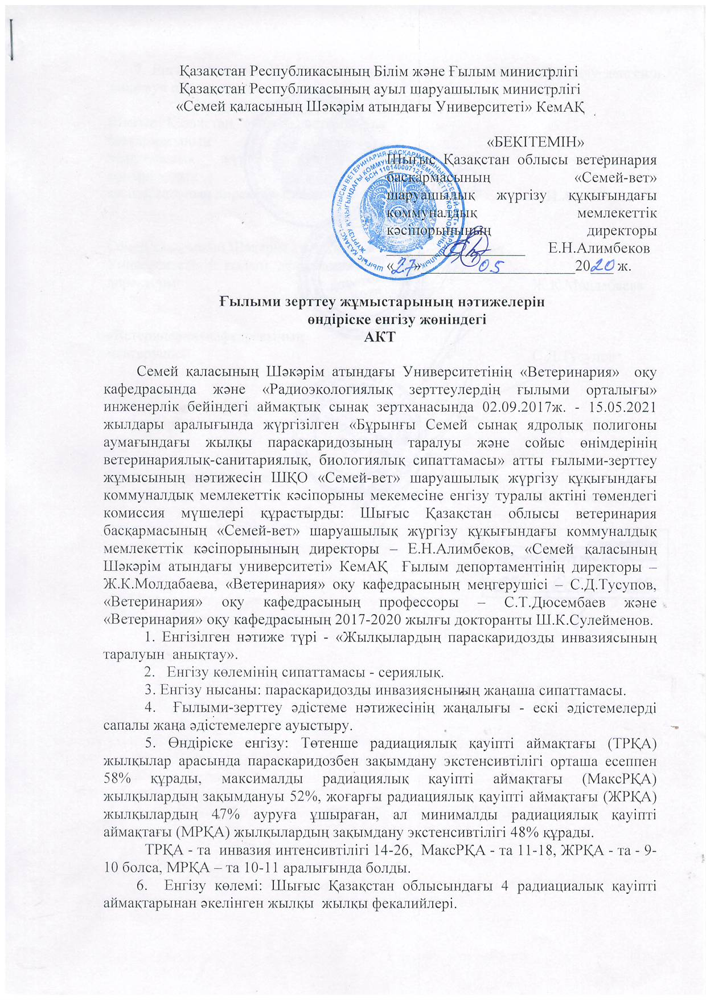 Қазақстан Республикасының Білім және Ғылым министрлігі
Қазақстан Республикасының ауыл шаруашылық министрлігі
«Семей қаласының Шәкәрім атындағы Университеті» КемАҚ
«БЕКІТЕМІН»
Шығыс Қазақстан облысы ветеринария
басқармасының «Семей-вет»
шаруашылық жүргізу құқығындағы
коммуналдық мемлекеттік
кәсіпорынының директоры
Е.Н.Алимбеков
«27» 05 2020 ж.
БСН 110140007121
Ғылыми зерттеу жұмыстарының нәтижелерін
өндіріске енгізу жөніндегі
АКТ
Семей қаласының Шәкәрім атындағы Университетінің «Ветеринария» оқу
кафедрасында және «Радиоэкологиялық зерттеулердің ғылыми орталығы»
инженерлік бейіндегі аймақтық сынақ зертханасында 02.09.2017ж. - 15.05.2021
жылдары аралығында жүргізілген «Бұрынғы Семей сынақ ядролық полигоны
аумағындағы жылқы параскаридозының таралуы және сойыс өнімдерінің
ветеринариялық-санитариялық, биологиялық сипаттамасы» атты ғылыми-зерттеу
жұмысының нәтижесін ШҚО «Семей-вет» шаруашылық жүргізу құқығындағы
коммуналдық мемлекеттік кәсіпорыны мекемесіне енгізу туралы актіні төмендегі
комиссия мүшелері құрастырды: Шығыс Қазақстан облысы ветеринария
басқармасының «Семей-вет» шаруашылық жүргізу құқығындағы коммуналдық
мемлекеттік кәсіпорынының директоры – Е.Н.Алимбеков, «Семей қаласының
Шәкәрім атындағы университеті» КемАҚ Ғылым депортаментінің директоры –
Ж.К.Молдабаева, «Ветеринария» оқу кафедрасының меңгерушісі – С.Д.Тусупов,
«Ветеринария» оқу кафедрасының профессоры – С.Т.Дюсембаев және
«Ветеринария» оқу кафедрасының 2017-2020 жылғы докторанты Ш.К.Сулейменов.
1. Енгізілген нәтиже түрі - «Жылқылардың параскаридозды инвазиясының
таралуын анықтау».
2. Енгізу көлемінің сипаттамасы - сериялық.
3. Енгізу нысаны: параскаридозды инвазияснының жаңаша сипаттамасы.
4. Ғылыми-зерттеу әдістеме нәтижесінің жаңалығы - ескі әдістемелерді
сапалы жаңа әдістемелерге ауыстыру.
5. Өндіріске енгізу: Төтенше радиациялық қауіпті аймақтағы (ТРҚА)
жылқылар арасында параскаридозбен зақымдану экстенсивтілігі орташа есеппен
58% құрады, максималды радиациялық қауіпті аймақтағы (МаксРҚА)
жылқылардың зақымдануы 52%, жоғарғы радиациялық қауіпті аймақтағы (ЖРҚА)
жылқылардың 47% ауруға ұшыраған, ал минималды радиациялық қауіпті
аймақтағы (МРҚА) жылқылардың зақымдану экстенсивтілігі 48% құрады.
ТРҚА - та инвазия интенсивтілігі 14-26, МаксРҚА - та 11-18, ЖРҚА - та - 9-
10 болса, МРҚА – та 10-11 аралығында болды.
6. Енгізу көлемі: Шығыс Қазақстан облысындағы 4 радиациалық қауіпті
аймақтарынан әкелінген жылқы жылқы фекалийлері.